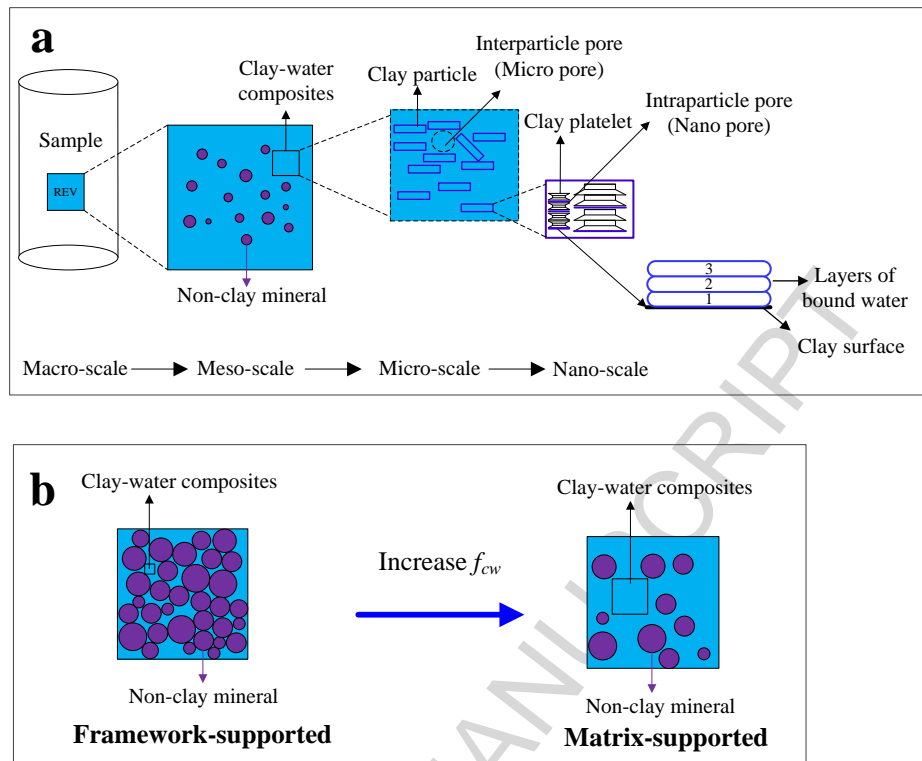 a
Sample
REV
Clay-water
composites
Non-clay mineral
Clay particle
Interparticle pore
(Micro pore)
Clay platelet
Intraparticle pore
(Nano pore)
3
2
1
Layers of
bound water
Clay surface
Macro-scale
Meso-scale
Micro-scale
Nano-scale
b
Clay-water composites
Non-clay mineral
Framework-supported
Increase fcw
Clay-water composites
Non-clay mineral
Matrix-supported
ANUSCRIPT